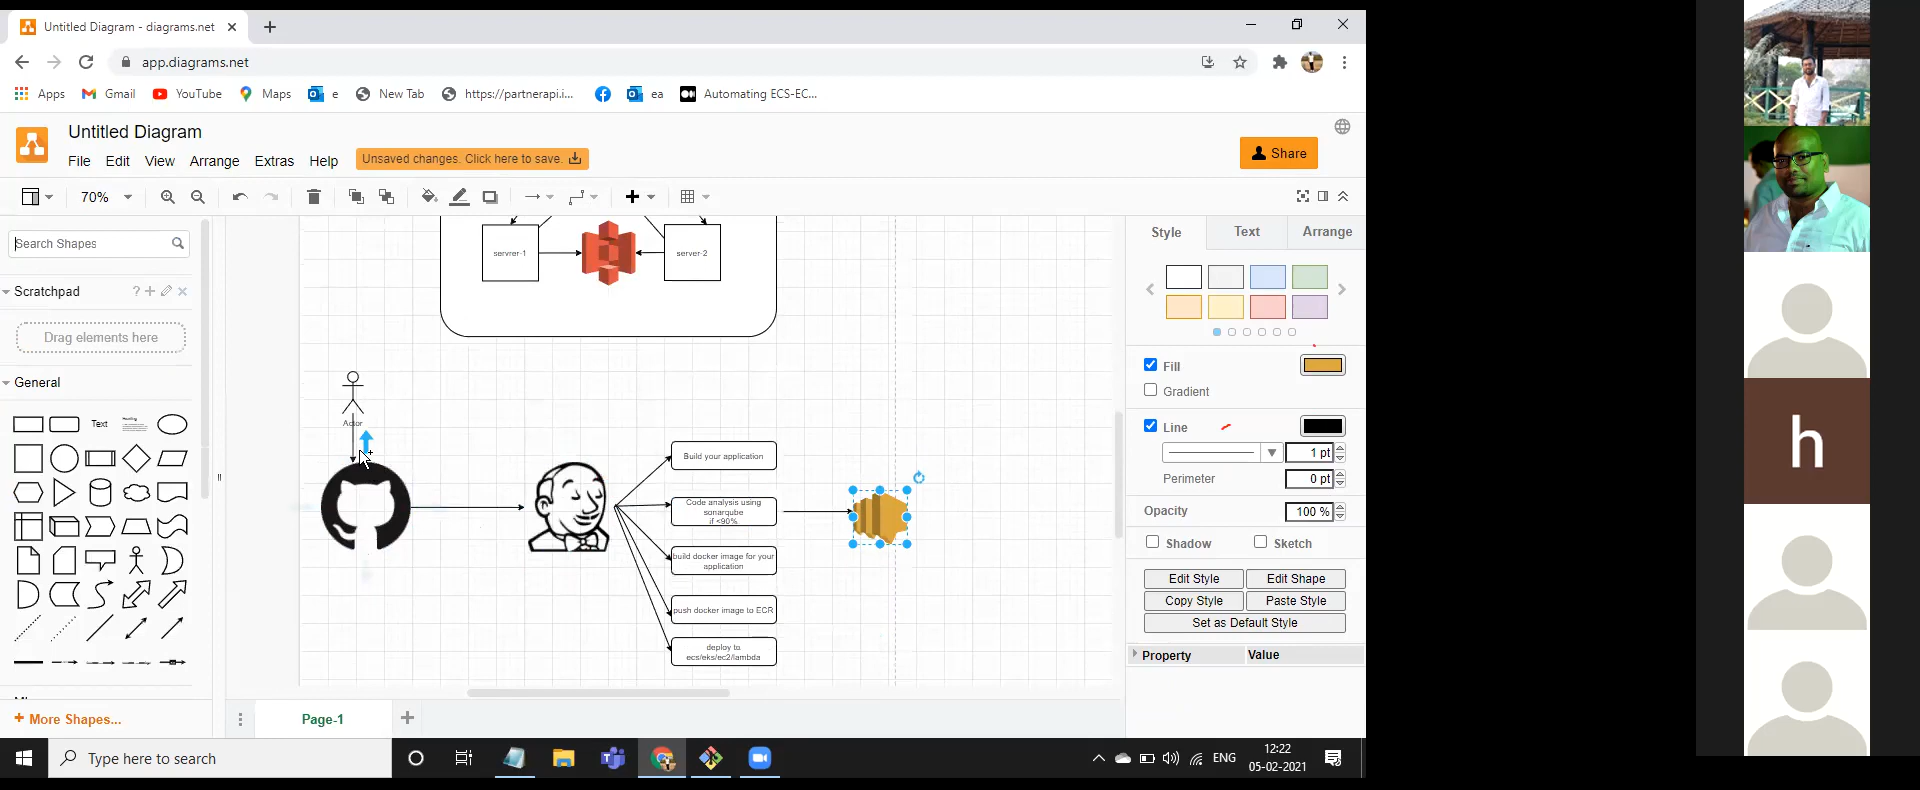 Untitled Diagram - diagrams.net
app.diagrams.net
Apps
Gmail
YouTube
Maps
e
New Tab
https://partnerapi.i...
ea
Automating ECS-EC...
Untitled Diagram
File Edit View Arrange Extras Help
Unsaved changes. Click here to save.
Share
70%
Search Shapes
Scratchpad
?
Drag elements here
General
Text
Heading
More Shapes...
servrer-1
server-2
Actor
Build your application
Code analysis using
sonarqube
if <90%.
build docker image for your
application
push docker image to ECR
deploy to
ecs/eks/ec2/lambda
Page-1
Style Text Arrange
Fill
Gradient
Line
1 pt
Perimeter
0 pt
Opacity
100 %
Shadow
Sketch
Edit Style
Edit Shape
Copy Style
Paste Style
Set as Default Style
Property
Value
Type here to search
ENG
12:22
05-02-2021
h